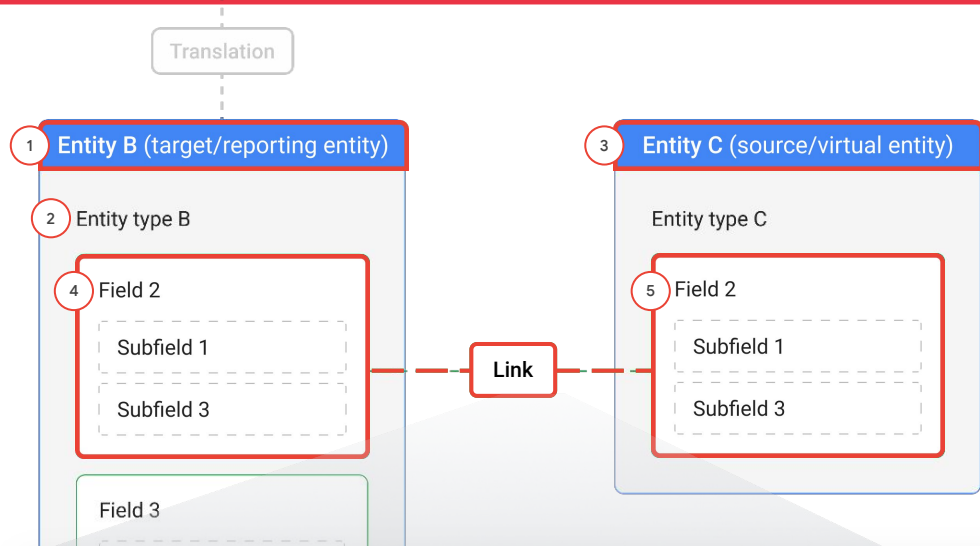 Translation
1 Entity B (target/reporting entity)
3 Entity C (source/virtual entity)
2 Entity type B
Entity type C
4 Field 2
5 Field 2
Subfield 1
Subfield 1
Link
Subfield 3
Subfield 3
Field 3